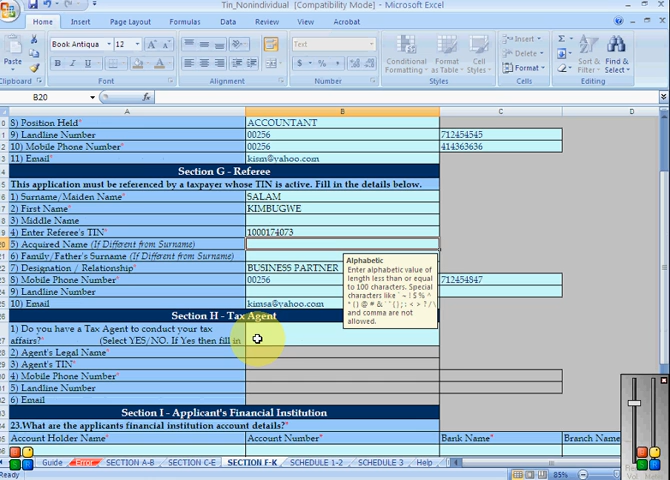 Tin_Nonindividual [Compatibility Mode] - Microsoft Excel
Home Page Layout Formulas Data Review View Acrobat
Book Antiqua 12
B I U
Paste
Clipboard Font Alignment Number Styles Cells Editing
Conditional Formatting Format as Table Cell Styles
Insert
Delete
Format
Sort & Filter Find & Select
B20 fx
A B C D
8) Position Held* ACCOUNTANT
9) Landline Number 00256 712454545
10) Mobile Phone Number* 00256 414363636
11) Email* kism@yahoo.com
Section G - Referee
This application must be referenced by a taxpayer whose TIN is active. Fill in the details below.
1) Surname/Maiden Name* SALAM
2) First Name* KIMBUGWE
3) Middle Name
4) Enter Referee's TIN* 1000174073
5) Acquired Name (If Different from Surname)
6) Family/Father's Surname (If Different from
7) Designation / Relationship* BUSINESS PARTNER
8) Mobile Phone Number* 00256 712454847
10) Email* kimsa@yahoo.com
Alphabetic
Enter alphabetic value of
length less than or equal
to 100 characters. Special
characters like ` ~ ! $ % ^
and comma are not
allowed.
Section H - Tax Agent
1) Do you have a Tax Agent to conduct your tax
affairs?* (Select YES/NO. If Yes then fill in
2) Agent's Legal Name*
3) Agent's TIN*
4) Mobile Phone Number*
5) Landline Number
6) Email
Section I - Applicant's Financial Institution
23.What are the applicants financial institution account details?*
Account Holder Name* Account Number* Bank Name* Branch Name*
Guide Error SECTION A-B SECTION C-E SECTION F-K SCHEDULE 1-2 SCHEDULE 3 Help
85%